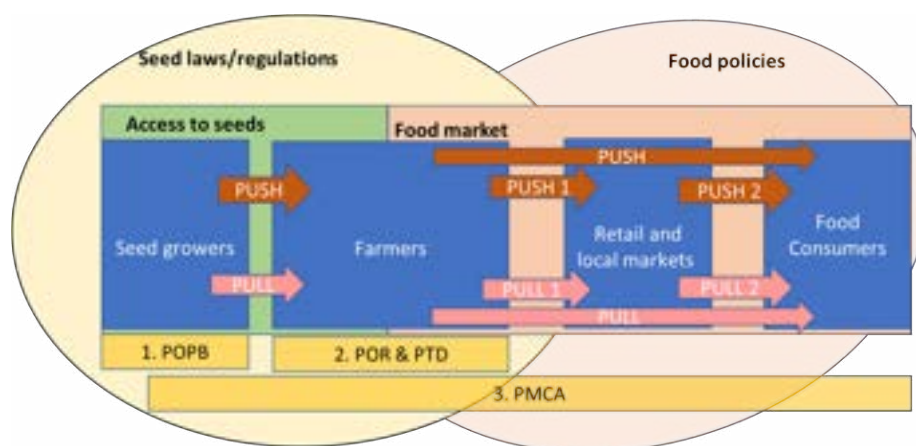 Seed laws/regulations
Food policies
Access to seeds
Food market
PUSH
PUSH
PUSH 1
PUSH 2
Seed growers
Farmers
Retail and
local markets
Food
Consumers
PULL
PULL 1
PULL 2
PULL
1. POPB
2. POR & PTD
3. PMCA